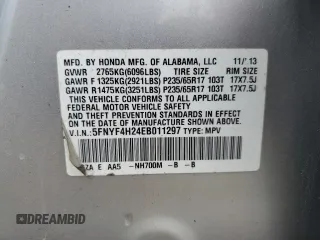 MFD. BY HONDA MFG. OF ALABAMA, LLC 11/'13
GVWR 2765KG(6096LBS) TIRE SIZE RIM SIZE
GAWR F 1325KG(2921LBS) P235/65R17 103T 17X7.5J
GAWR R 1475KG(3251LBS) P235/65R17 103T 17X7.5J
THIS VEHICLE CONFORMS TO ALL APPLICABLE
FEDERAL MOTOR VEHICLE SAFETY AND
STANDARDS IN EFFECT ON THE DATE OF
MANUFACTURE SHOWN ABOVE.
V.I.N.: 5FNYF4H24EB011297 TYPE: MPV
E AA5 -NH700M -B -B
DREAMBID
DREAMBID.COM